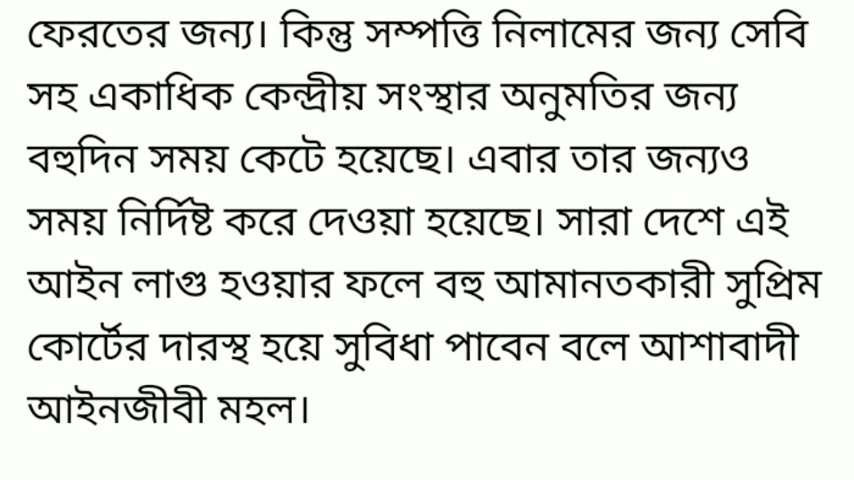 ফেরতের জন্য। কিন্তু সম্পত্তি নিলামের জন্য সেবি
সহ একাধিক কেন্দ্রীয় সংস্থার অনুমতির জন্য
বহুদিন সময় কেটে হয়েছে। এবার তার জন্যও
সময় নির্দিষ্ট করে দেওয়া হয়েছে। সারা দেশে এই
আইন লাগু হওয়ার ফলে বহু আমানতকারী সুপ্রিম
কোর্টের দারস্থ হয়ে সুবিধা পাবেন বলে আশাবাদী
আইনজীবী মহল।